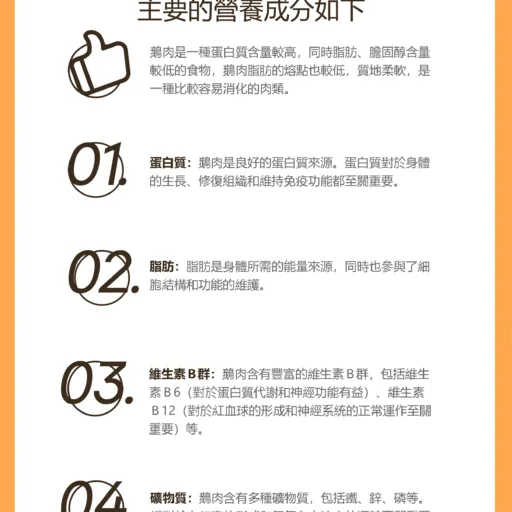 主要的營養成分如下
鵝肉是一種蛋白質含量較高，同時脂肪、膽固醇含量
較低的食物，鵝肉脂肪的熔點也較低，質地柔軟，是
一種比較容易消化的肉類。
01.
蛋白質：鵝肉是良好的蛋白質來源。蛋白質對於身體
的生長、修復組織和維持免疫功能都至關重要。
02.
脂肪：脂肪是身體所需的能量來源，同時也參與了細
胞結構和功能的維護。
03.
維生素Ｂ群：鵝肉含有豐富的維生素Ｂ群，包括維生
素Ｂ6（對於蛋白質代謝和神經功能有益）、維生素
Ｂ12（對於紅血球的形成和神經系統的正常運作至關
重要）等。
04
礦物質：鵝肉含有多種礦物質，包括鐵、鋅、磷等。